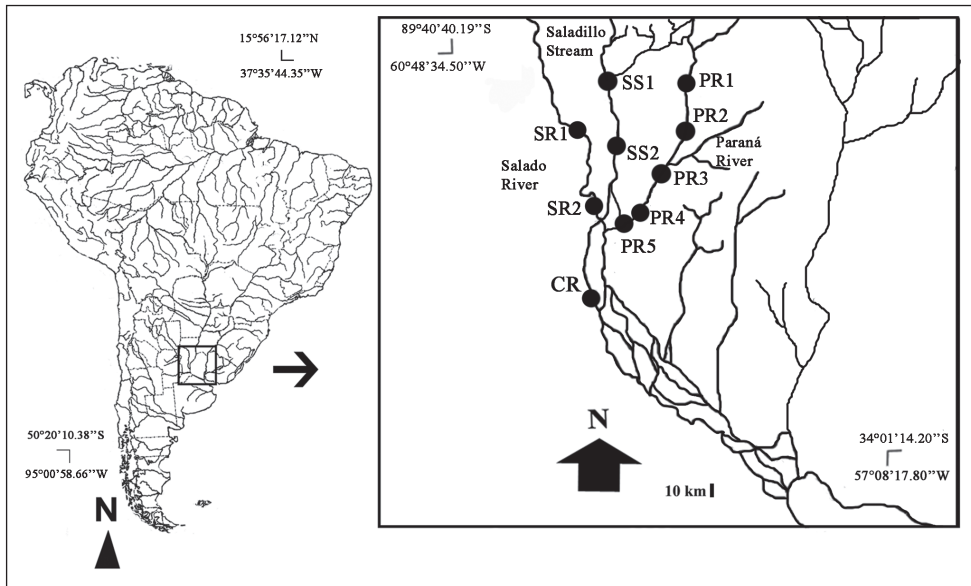 15°56'17.12''N
37°35'44.35''W
50°20'10.38''S
95°00'58.66''W
N
89°40'40.19''S
60°48'34.50''W
Saladillo
Stream
SS1
PR1
SR1
PR2
SS2
Paraná
River
Salado
River
PR3
SR2
PR4
PR5
CR
N
10 km
34°01'14.20''S
57°08'17.80''W